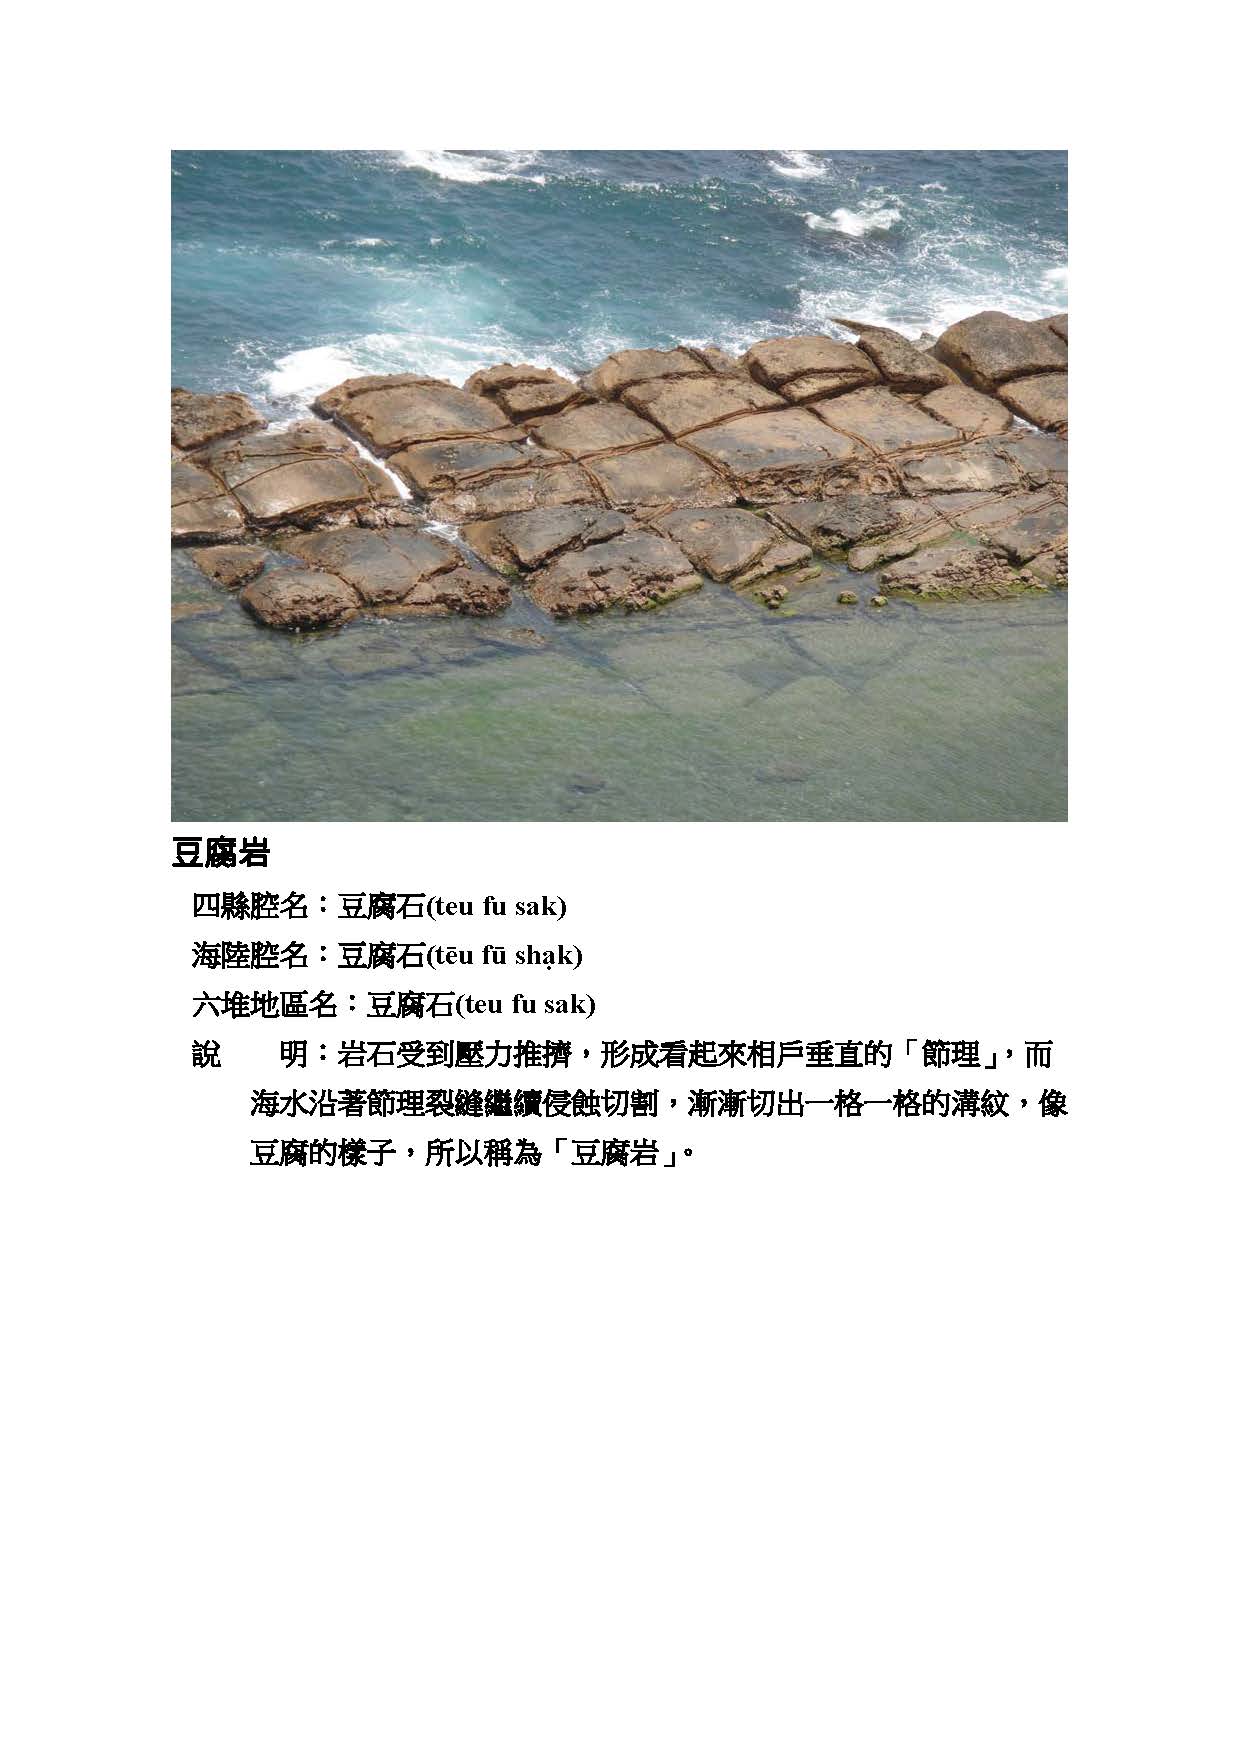 豆腐岩
四縣腔名：豆腐石(teu fu sak)
海陸腔名：豆腐石(tēu fū shạk)
六堆地區名：豆腐石(teu fu sak)
說　　明：岩石受到壓力推擠，形成看起來相戶垂直的「節理」，而
海水沿著節理裂縫繼續侵蝕切割，漸漸切出一格一格的溝紋，像
豆腐的樣子，所以稱為「豆腐岩」。